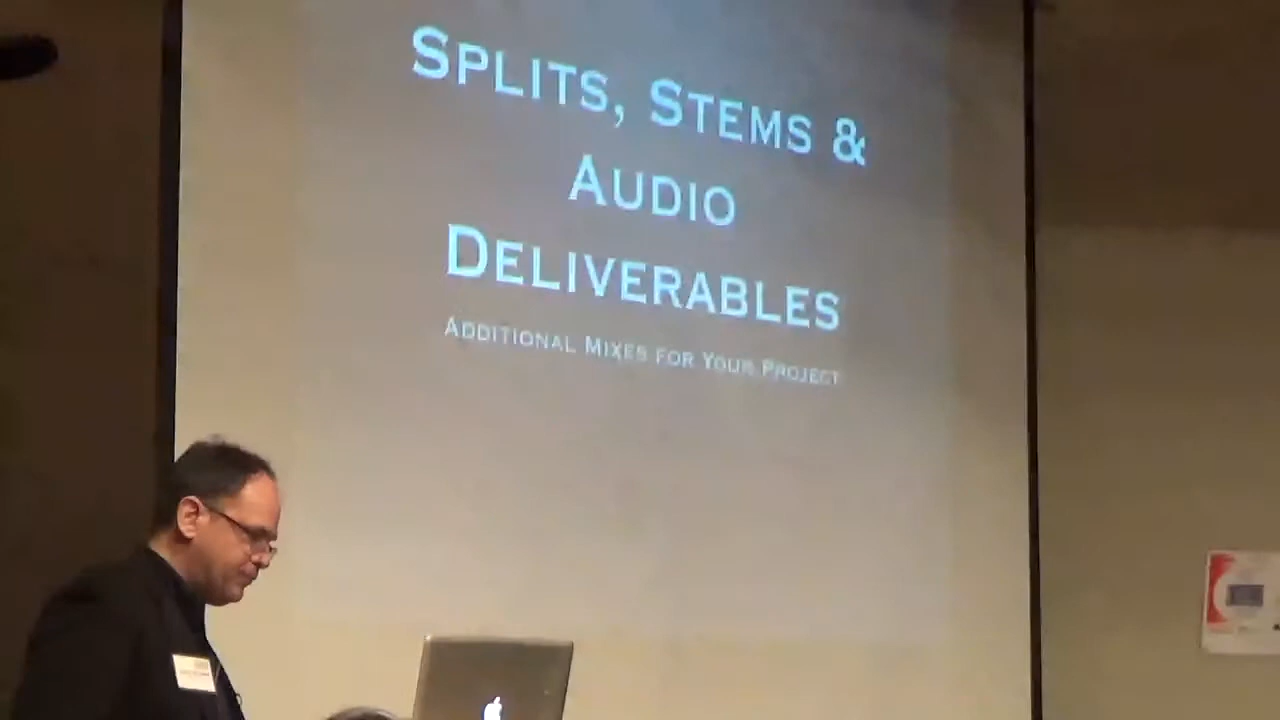 SPLITS, STEMS &
AUDIO
DELIVERABLES
ADDITIONAL MIXES FOR YOUR PROJECT